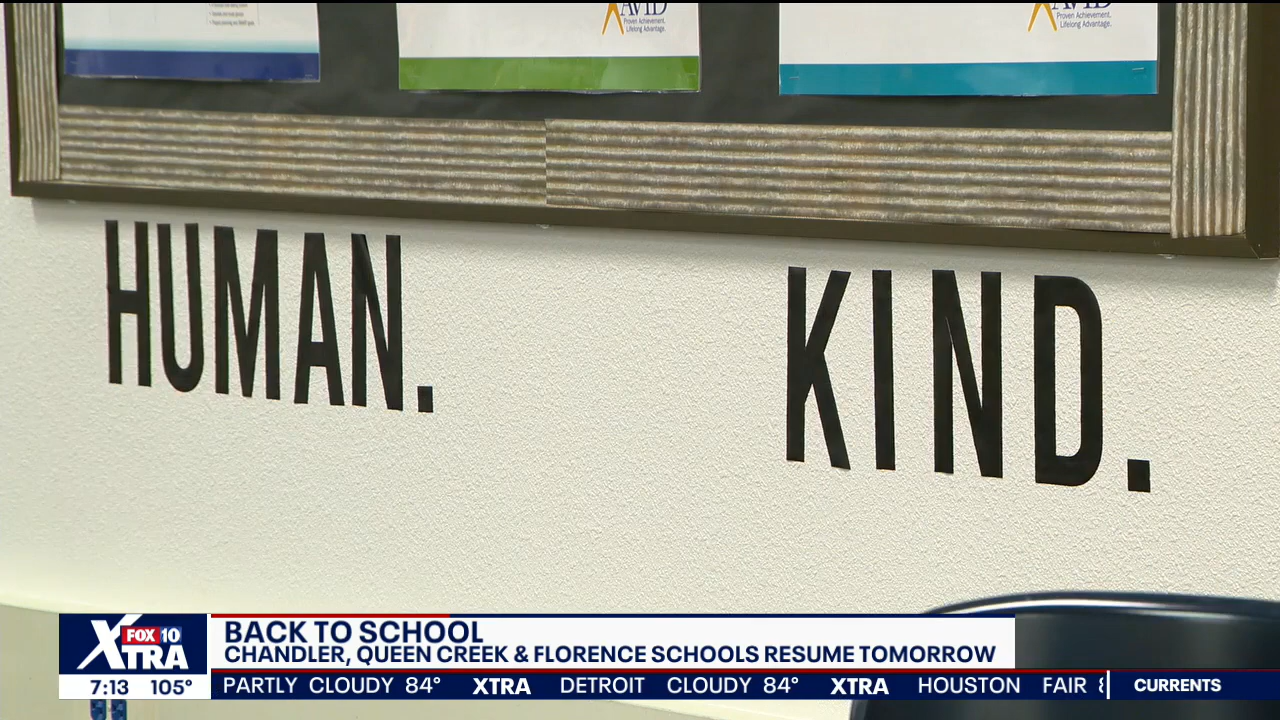 AVID
Proven Achievement.
Lifelong Advantage.
AVID
Proven Achievement.
Lifelong Advantage.
HUMAN. KIND.
XTRA FOX 10
BACK TO SCHOOL
CHANDLER, QUEEN CREEK & FLORENCE SCHOOLS RESUME TOMORROW
7:13 105° PARTLY CLOUDY 84° XTRA DETROIT CLOUDY 84° XTRA HOUSTON FAIR CURRENTS